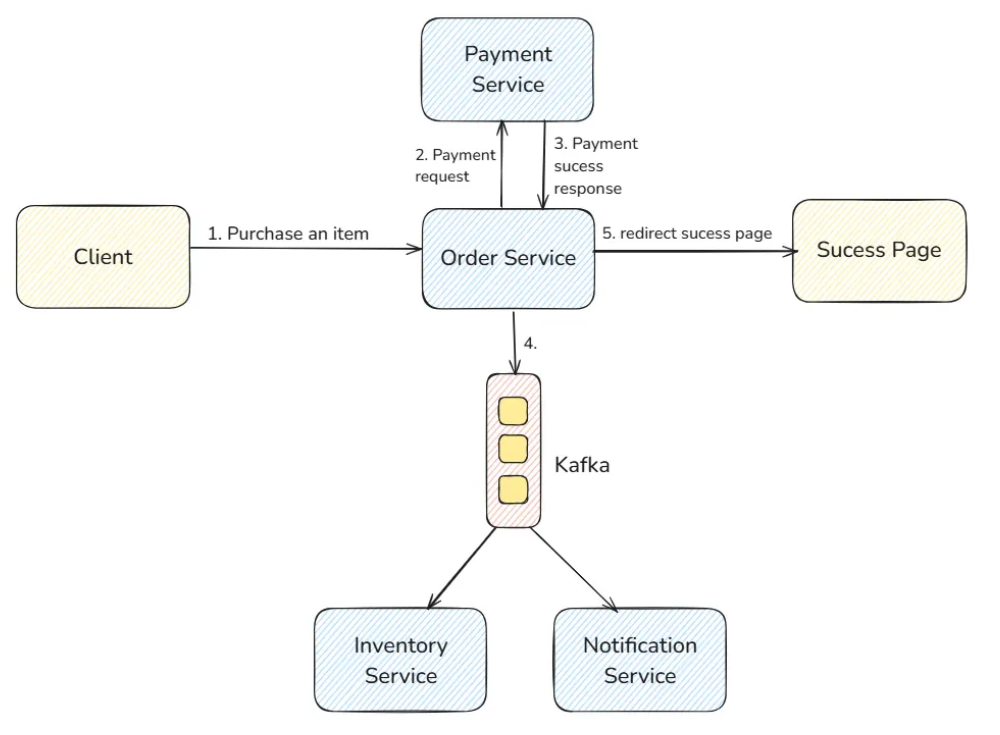 Payment
Service
2. Payment
request
3. Payment
sucess
response
Client
1. Purchase an item
Order Service
5. redirect sucess page
Sucess Page
4.
Kafka
Inventory
Service
Notification
Service